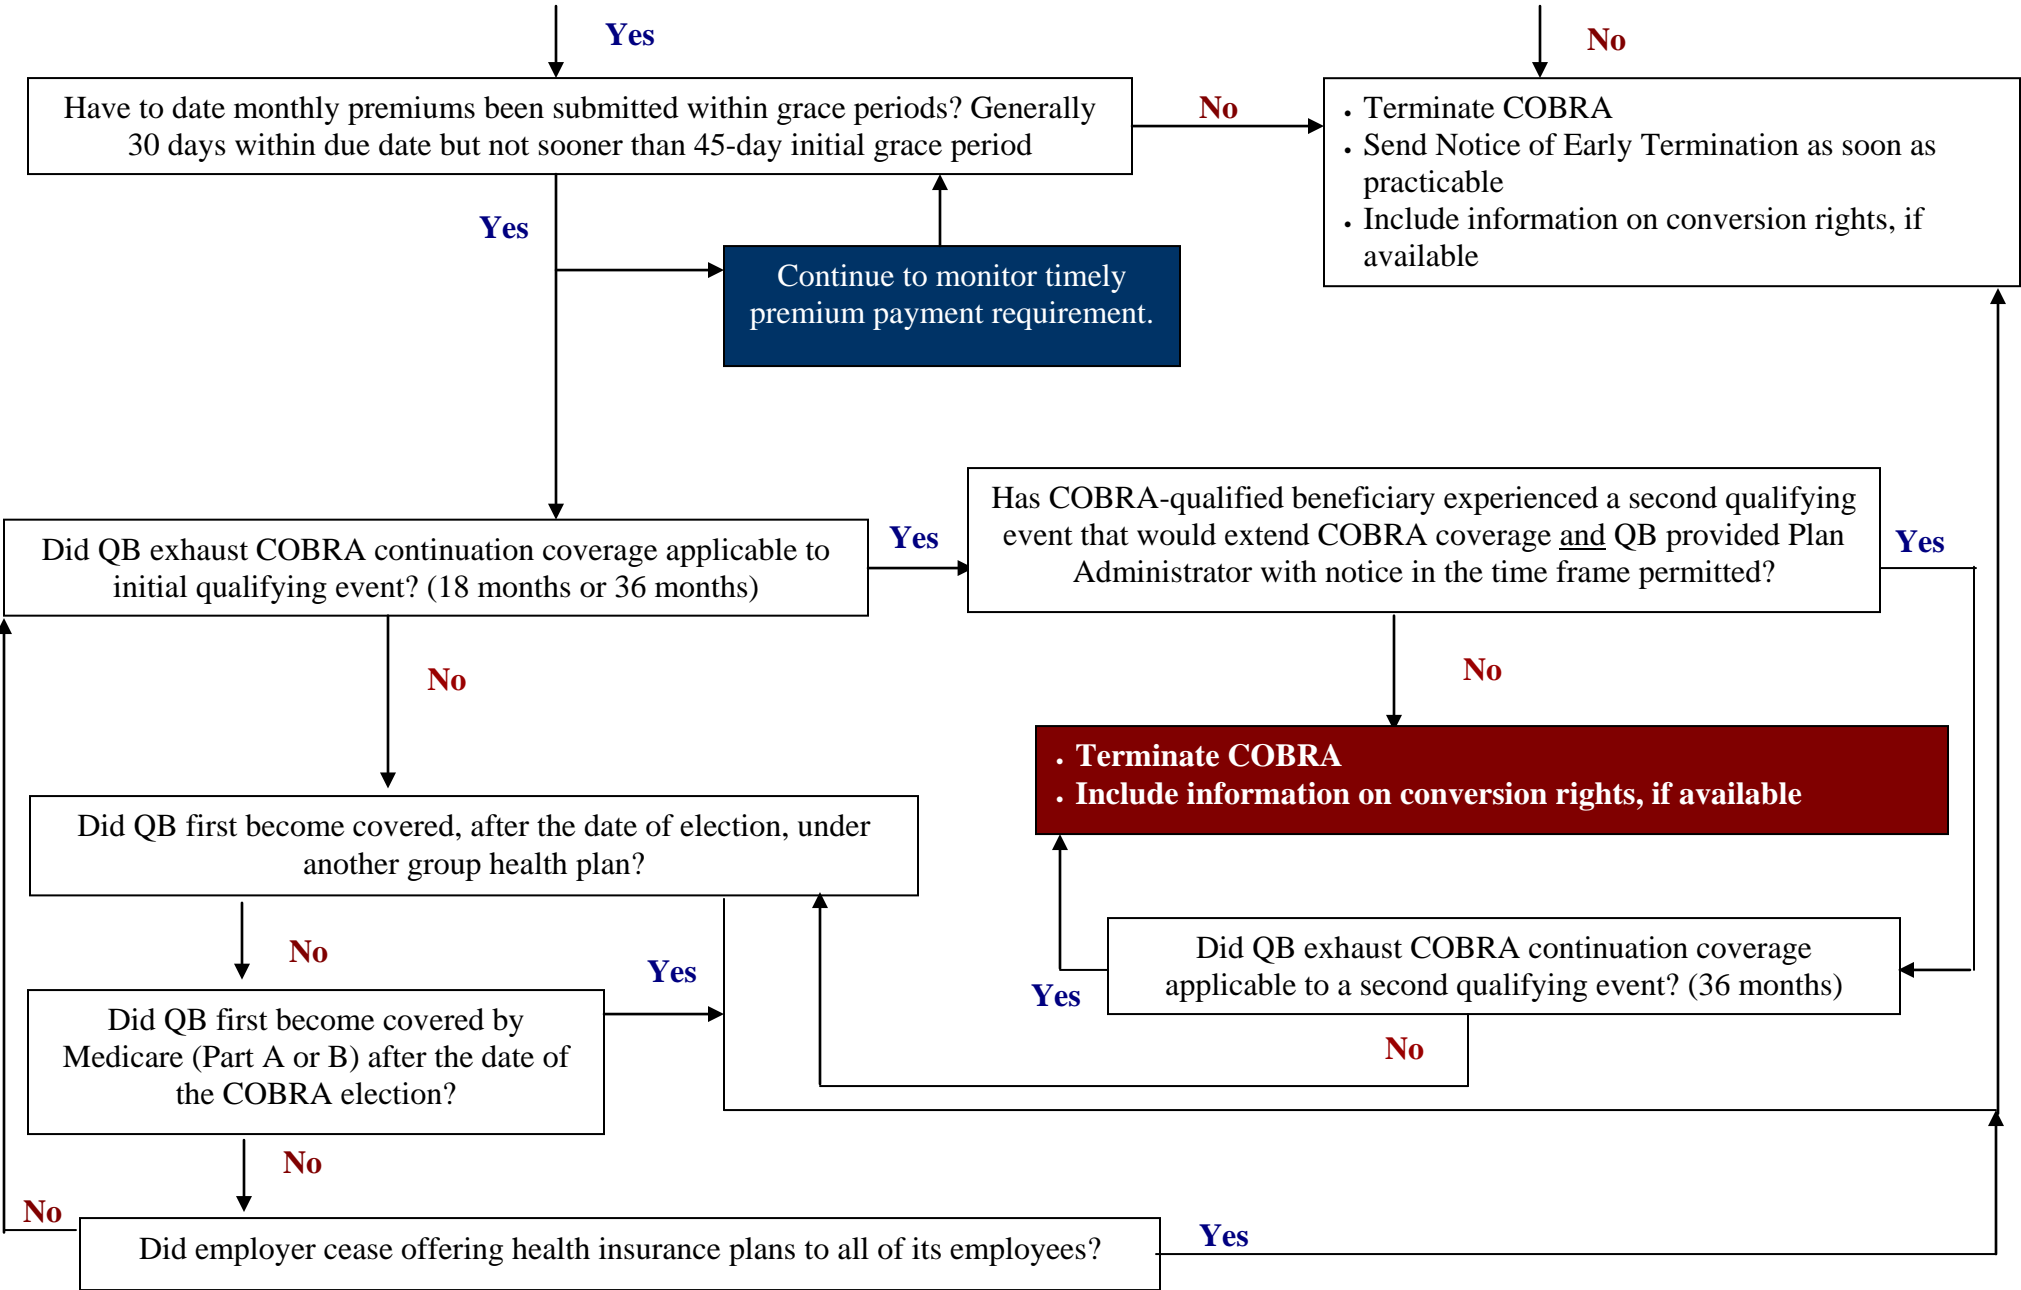 Yes
No
Have to date monthly premiums been submitted within grace periods? Generally
30 days within due date but not sooner than 45-day initial grace period
No
. Terminate COBRA
. Send Notice of Early Termination as soon as
practicable
. Include information on conversion rights, if
available
Yes
Continue to monitor timely
premium payment requirement.
Did QB exhaust COBRA continuation coverage applicable to
initial qualifying event? (18 months or 36 months)
Yes
Has COBRA-qualified beneficiary experienced a second qualifying
event that would extend COBRA coverage and QB provided Plan
Administrator with notice in the time frame permitted?
Yes
No
No
. Terminate COBRA
. Include information on conversion rights, if available
Did QB first become covered, after the date of election, under
another group health plan?
No
Yes
Did QB exhaust COBRA continuation coverage
applicable to a second qualifying event? (36 months)
Yes
No
Did QB first become covered by
Medicare (Part A or B) after the date of
the COBRA election?
No
No
Did employer cease offering health insurance plans to all of its employees?
Yes